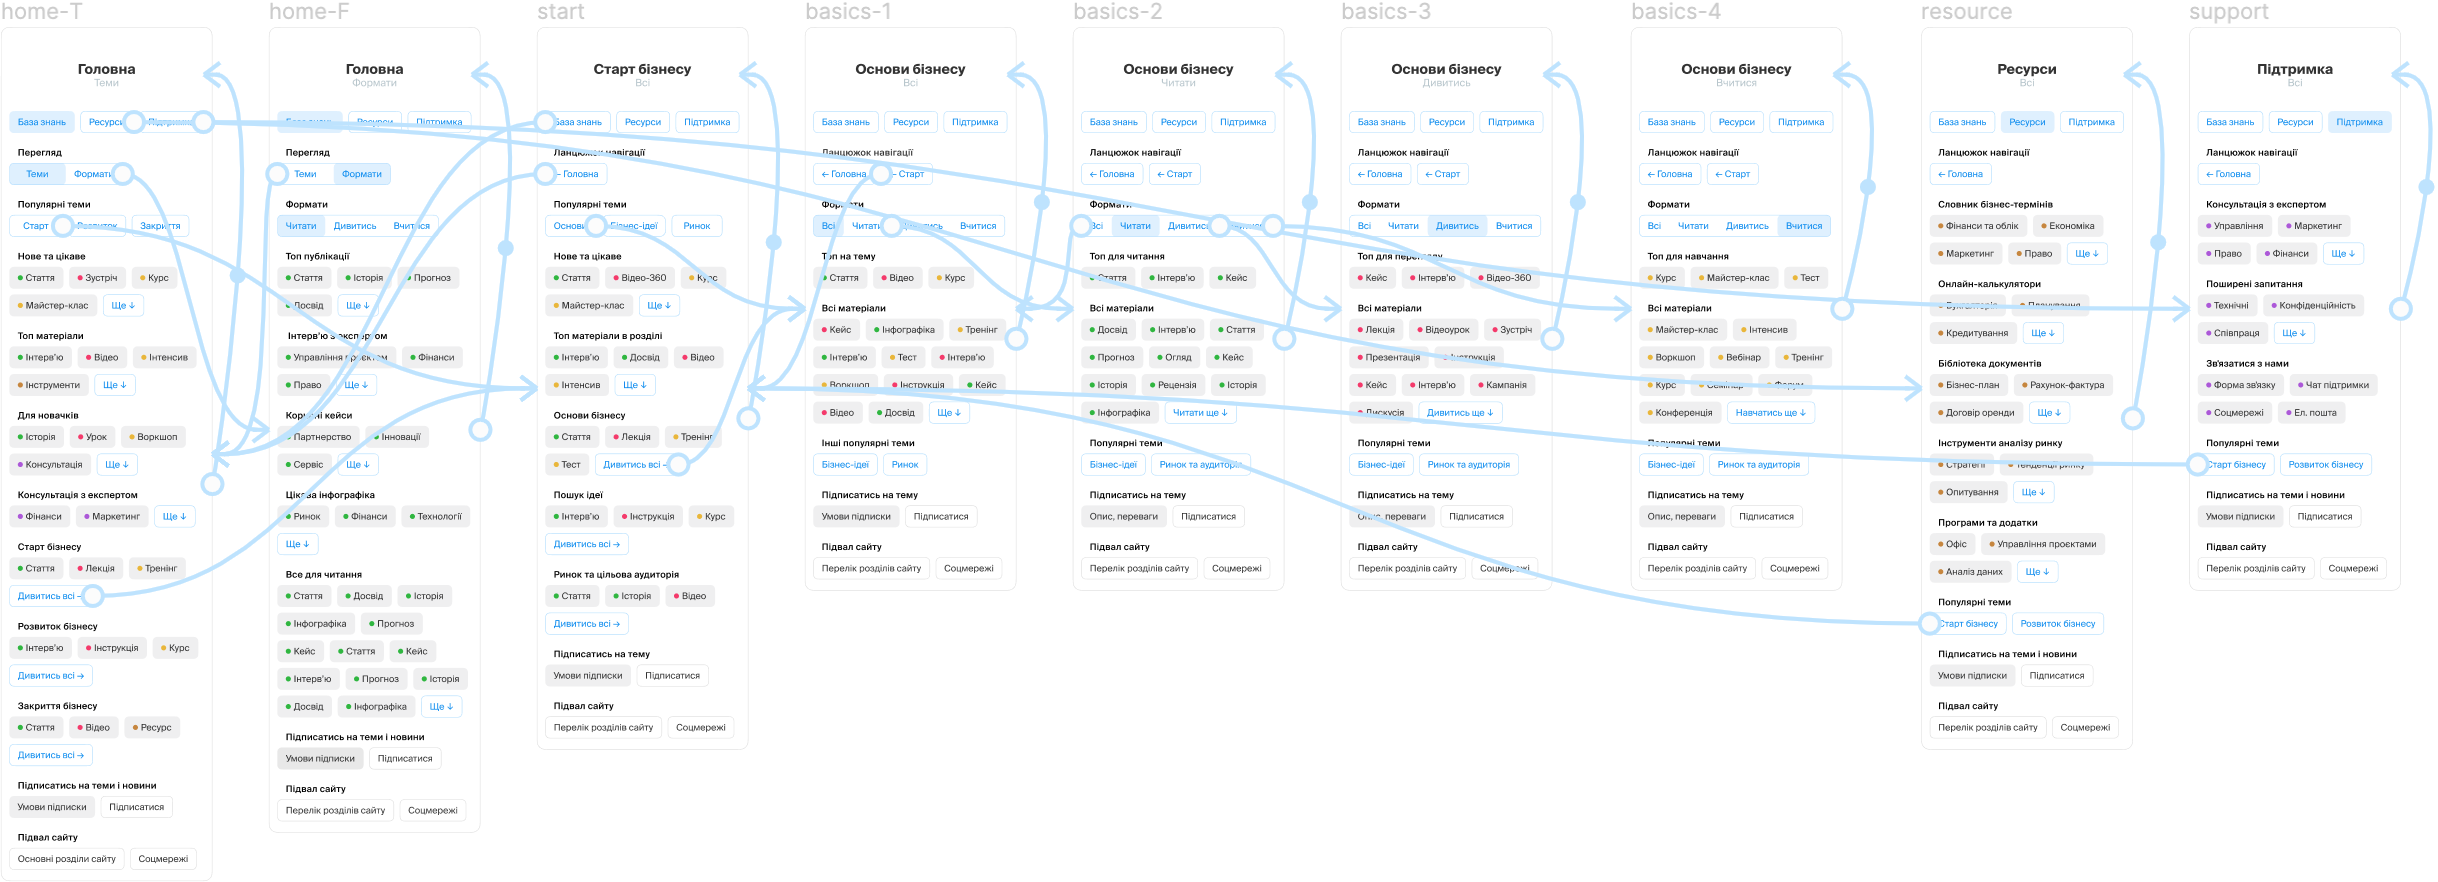 home-T
Головна
Теми
База знань Ресурси Підтримка
Перегляд
Теми Формати
Популярні теми
Старт Розвиток Закриття
Нове та цікаве
Стаття Зустріч Курс
Майстер-клас Ще ↓
Топ матеріали
Інтерв'ю Відео Інтенсив
Інструменти Ще ↓
Для новачків
Історія Урок Воркшоп
Консультація Ще ↓
Консультація з експертом
Фінанси Маркетинг Ще ↓
Старт бізнесу
Стаття Лекція Тренінг
Дивитись всі
Розвиток бізнесу
Інтерв'ю Інструкція Курс
Дивитись всі →
Закриття бізнесу
Стаття Відео Ресурс
Дивитись всі →
Підписатись на теми і новини
Умови підписки Підписатися
Підвал сайту
Основні розділи сайту Соцмережі
home-F
Головна
Формати
База знань Ресурси Підтримка
Перегляд
Теми Формати
Формати
Читати Дивитись Вчитися
Топ публікації
Стаття Історія Прогноз
Досвід Ще ↓
Інтерв'ю з експертом
Управління проєктом Фінанси
Право Ще ↓
Корисні кейси
Партнерство Інновації
Сервіс Ще ↓
Цікава інфографіка
Ринок Фінанси Технології
Ще ↓
Все для читання
Стаття Досвід Історія
Інфографіка Прогноз
Кейс Стаття Кейс
Інтерв'ю Прогноз Історія
Досвід Інфографіка Ще ↓
Підписатись на теми і новини
Умови підписки Підписатися
Підвал сайту
Перелік розділів сайту Соцмережі
start
Старт бізнесу
Всі
База знань Ресурси Підтримка
Ланцюжок навігації
← Головна
Популярні теми
Основи Бізнес-ідеї Ринок
Нове та цікаве
Стаття Відео-360 Курс
Майстер-клас Ще ↓
Топ матеріали в розділі
Інтерв'ю Досвід Відео
Інтенсив Ще ↓
Основи бізнесу
Стаття Лекція Тренінг
Тест Дивитись всі
Пошук ідеї
Інтерв'ю Інструкція Курс
Дивитись всі →
Ринок та цільова аудиторія
Стаття Історія Відео
Дивитись всі →
Підписатись на тему
Умови підписки Підписатися
Підвал сайту
Перелік розділів сайту Соцмережі
basics-1
Основи бізнесу
Всі
База знань Ресурси Підтримка
Ланцюжок навігації
← Головна ← Старт
Формати
Всі Читати Дивитись Вчитися
Топ на тему
Стаття Відео Курс
Всі матеріали
Кейс Інфографіка Тренінг
Інтерв'ю Тест Інтерв'ю
Воркшоп Інструкція Кейс
Відео Досвід Ще ↓
Інші популярні теми
Бізнес-ідеї Ринок
Підписатись на тему
Умови підписки Підписатися
Підвал сайту
Перелік розділів сайту Соцмережі
basics-2
Основи бізнесу
Читати
База знань Ресурси Підтримка
Ланцюжок навігації
← Головна ← Старт
Формати
Всі Читати Дивитись Вчитися
Топ для читання
Стаття Інтерв'ю Кейс
Всі матеріали
Досвід Інтерв'ю Стаття
Прогноз Огляд Кейс
Історія Рецензія Історія
Інфографіка Читати ще ↓
Популярні теми
Бізнес-ідеї Ринок та аудиторія
Підписатись на тему
Опис, переваги Підписатися
Підвал сайту
Перелік розділів сайту Соцмережі
basics-3
Основи бізнесу
Дивитись
База знань Ресурси Підтримка
Ланцюжок навігації
← Головна ← Старт
Формати
Всі Читати Дивитись Вчитися
Топ для перегляду
Кейс Інтерв'ю Відео-360
Всі матеріали
Лекція Відеоурок Зустріч
Презентація Інструкція
Кейс Інтерв'ю Кампанія
Дискусія Дивитись ще ↓
Популярні теми
Бізнес-ідеї Ринок та аудиторія
Підписатись на тему
Опис, переваги Підписатися
Підвал сайту
Перелік розділів сайту Соцмережі
basics-4
Основи бізнесу
Вчитися
База знань Ресурси Підтримка
Ланцюжок навігації
← Головна ← Старт
Формати
Всі Читати Дивитись Вчитися
Топ для навчання
Курс Майстер-клас Тест
Всі матеріали
Майстер-клас Інтенсив
Воркшоп Вебінар Тренінг
Курс Семінар Форум
Конференція Навчатись ще ↓
Популярні теми
Бізнес-ідеї Ринок та аудиторія
Підписатись на тему
Опис, переваги Підписатися
Підвал сайту
Перелік розділів сайту Соцмережі
resource
Ресурси
Всі
База знань Ресурси Підтримка
Ланцюжок навігації
← Головна
Словник бізнес-термінів
Фінанси та облік Економіка
Маркетинг Право Ще ↓
Онлайн-калькулятори
Бухгалтерія Планування
Кредитування Ще ↓
Бібліотека документів
Бізнес-план Рахунок-фактура
Договір оренди Ще ↓
Інструменти аналізу ринку
Стратегії Тенденції ринку
Опитування Ще ↓
Програми та додатки
Офіс Управління проєктами
Аналіз даних Ще ↓
Популярні теми
Старт бізнесу Розвиток бізнесу
Підписатись на теми і новини
Умови підписки Підписатися
Підвал сайту
Перелік розділів сайту Соцмережі
support
Підтримка
Всі
База знань Ресурси Підтримка
Ланцюжок навігації
← Головна
Консультація з експертом
Управління Маркетинг
Право Фінанси Ще ↓
Поширені запитання
Технічні Конфіденційність
Співпраця Ще ↓
Зв'язатися з нами
Форма зв'язку Чат підтримки
Соцмережі Ел. пошта
Популярні теми
Старт бізнесу Розвиток бізнесу
Підписатись на теми і новини
Умови підписки Підписатися
Підвал сайту
Перелік розділів сайту Соцмережі